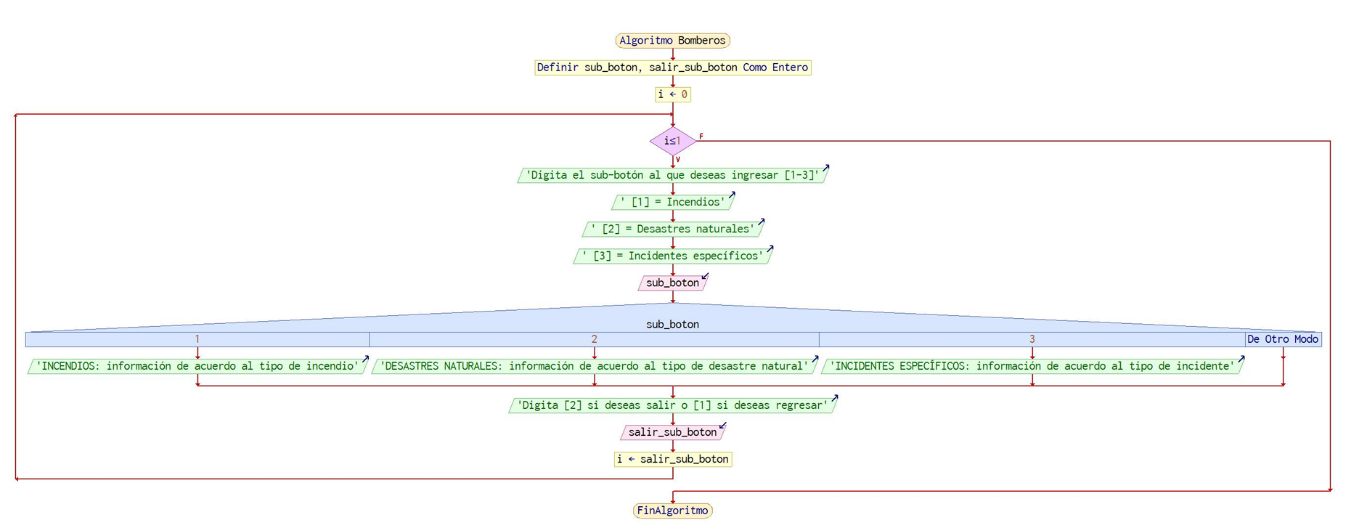 Algoritmo Bomberos
Definir sub_boton, salir_sub_boton Como Entero
i ← 0
i≤1
F
V
'Digita el sub-botón al que deseas ingresar [1-3]'
' [1] = Incendios'
' [2] = Desastres naturales'
' [3] = Incidentes específicos'
sub_boton
sub_boton
1 2 3 De Otro Modo
'INCENDIOS: información de acuerdo al tipo de incendio' 'DESASTRES NATURALES: información de acuerdo al tipo de desastre natural' 'INCIDENTES ESPECÍFICOS: información de acuerdo al tipo de incidente'
'Digita [2] si deseas salir o [1] si deseas regresar'
salir_sub_boton
i ← salir_sub_boton
FinAlgoritmo